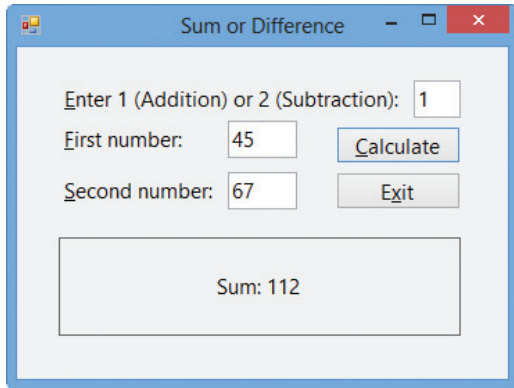 Sum or Difference
Enter 1 (Addition) or 2 (Subtraction): 1
First number: 45
Calculate
Second number: 67
Exit
Sum: 112